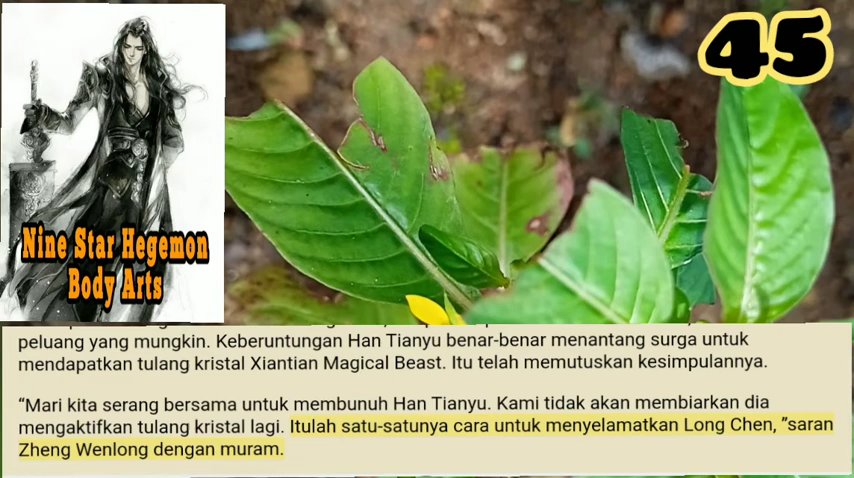 45
Nine Star Hegemon
Body Arts
peluang yang mungkin. Keberuntungan Han Tianyu benar-benar menantang surga untuk
mendapatkan tulang kristal Xiantian Magical Beast. Itu telah memutuskan kesimpulannya.
“Mari kita serang bersama untuk membunuh Han Tianyu. Kami tidak akan membiarkan dia
mengaktifkan tulang kristal lagi. Itulah satu-satunya cara untuk menyelamatkan Long Chen, ”saran
Zheng Wenlong dengan muram.